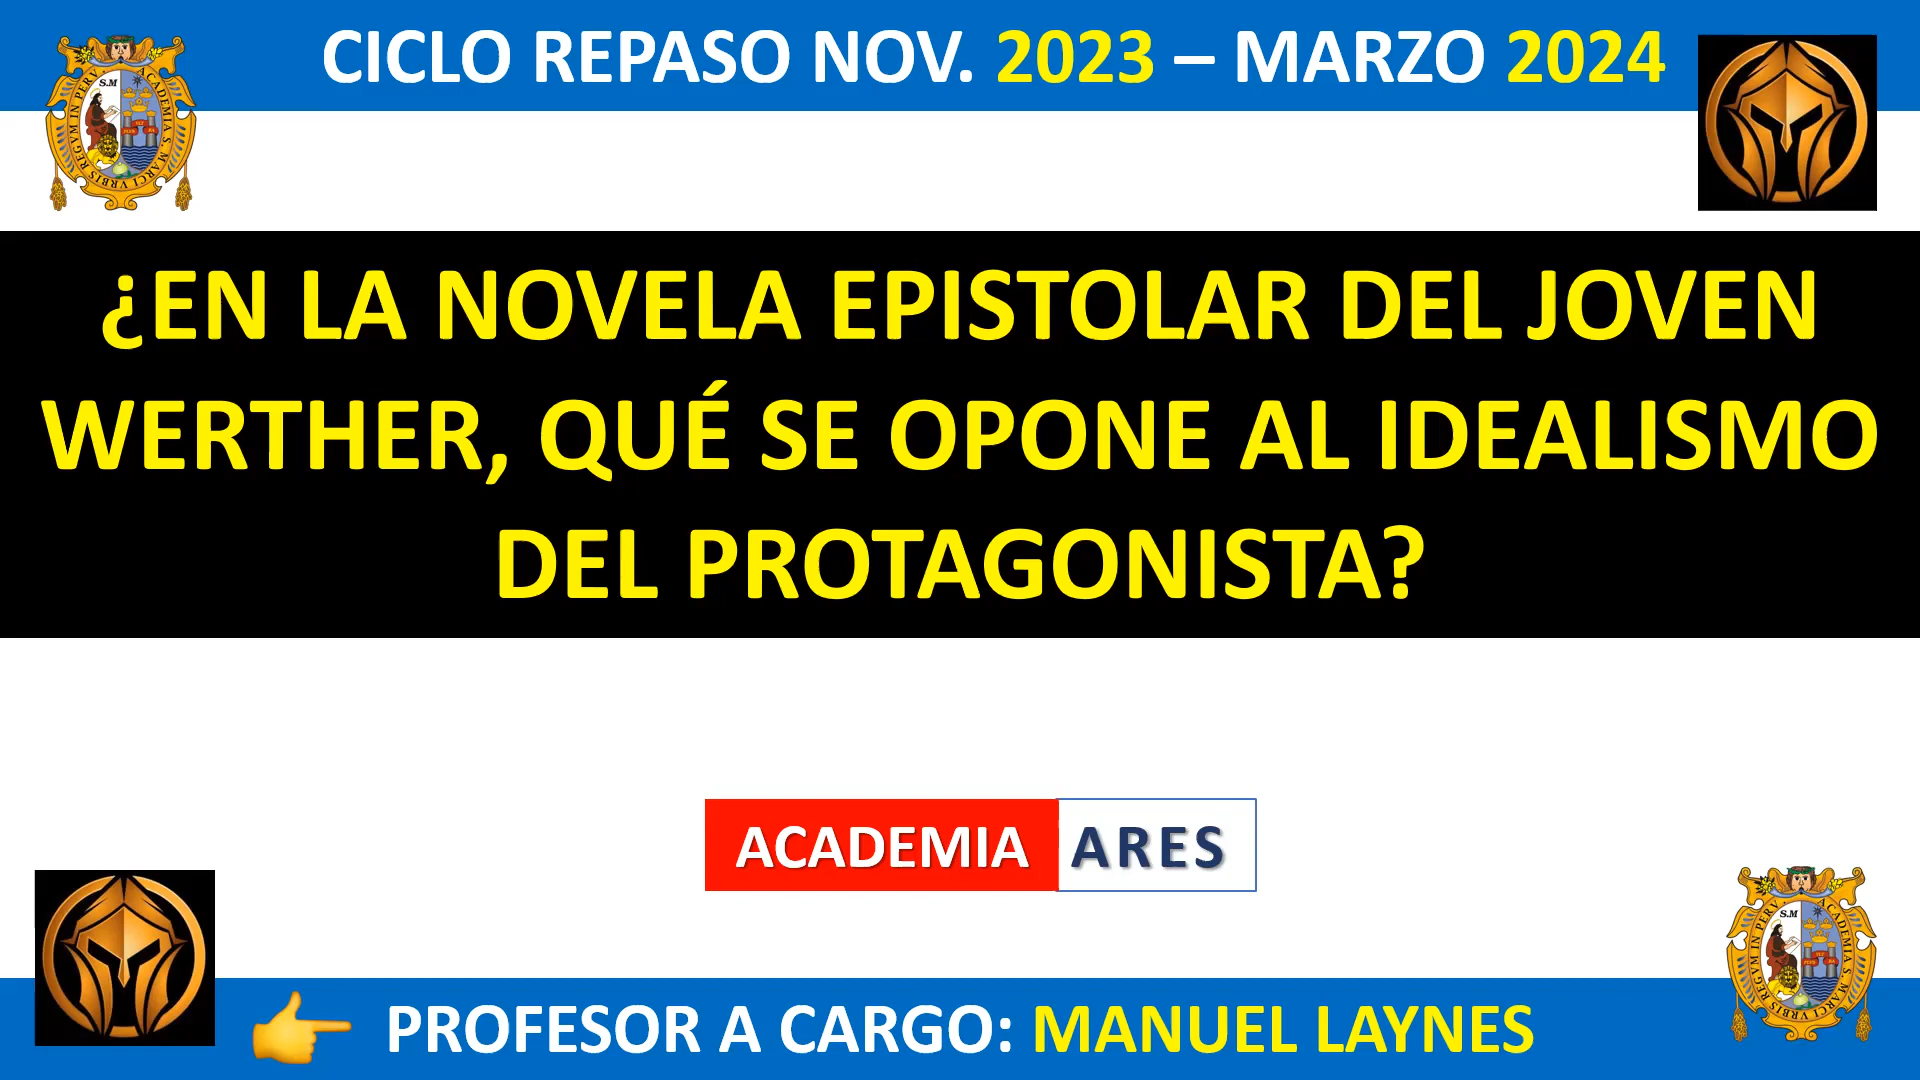 CICLO REPASO NOV. 2023 – MARZO 2024
¿EN LA NOVELA EPISTOLAR DEL JOVEN
WERTHER, QUÉ SE OPONE AL IDEALISMO
DEL PROTAGONISTA?
ACADEMIA ARES
PROFESOR A CARGO: MANUEL LAYNES